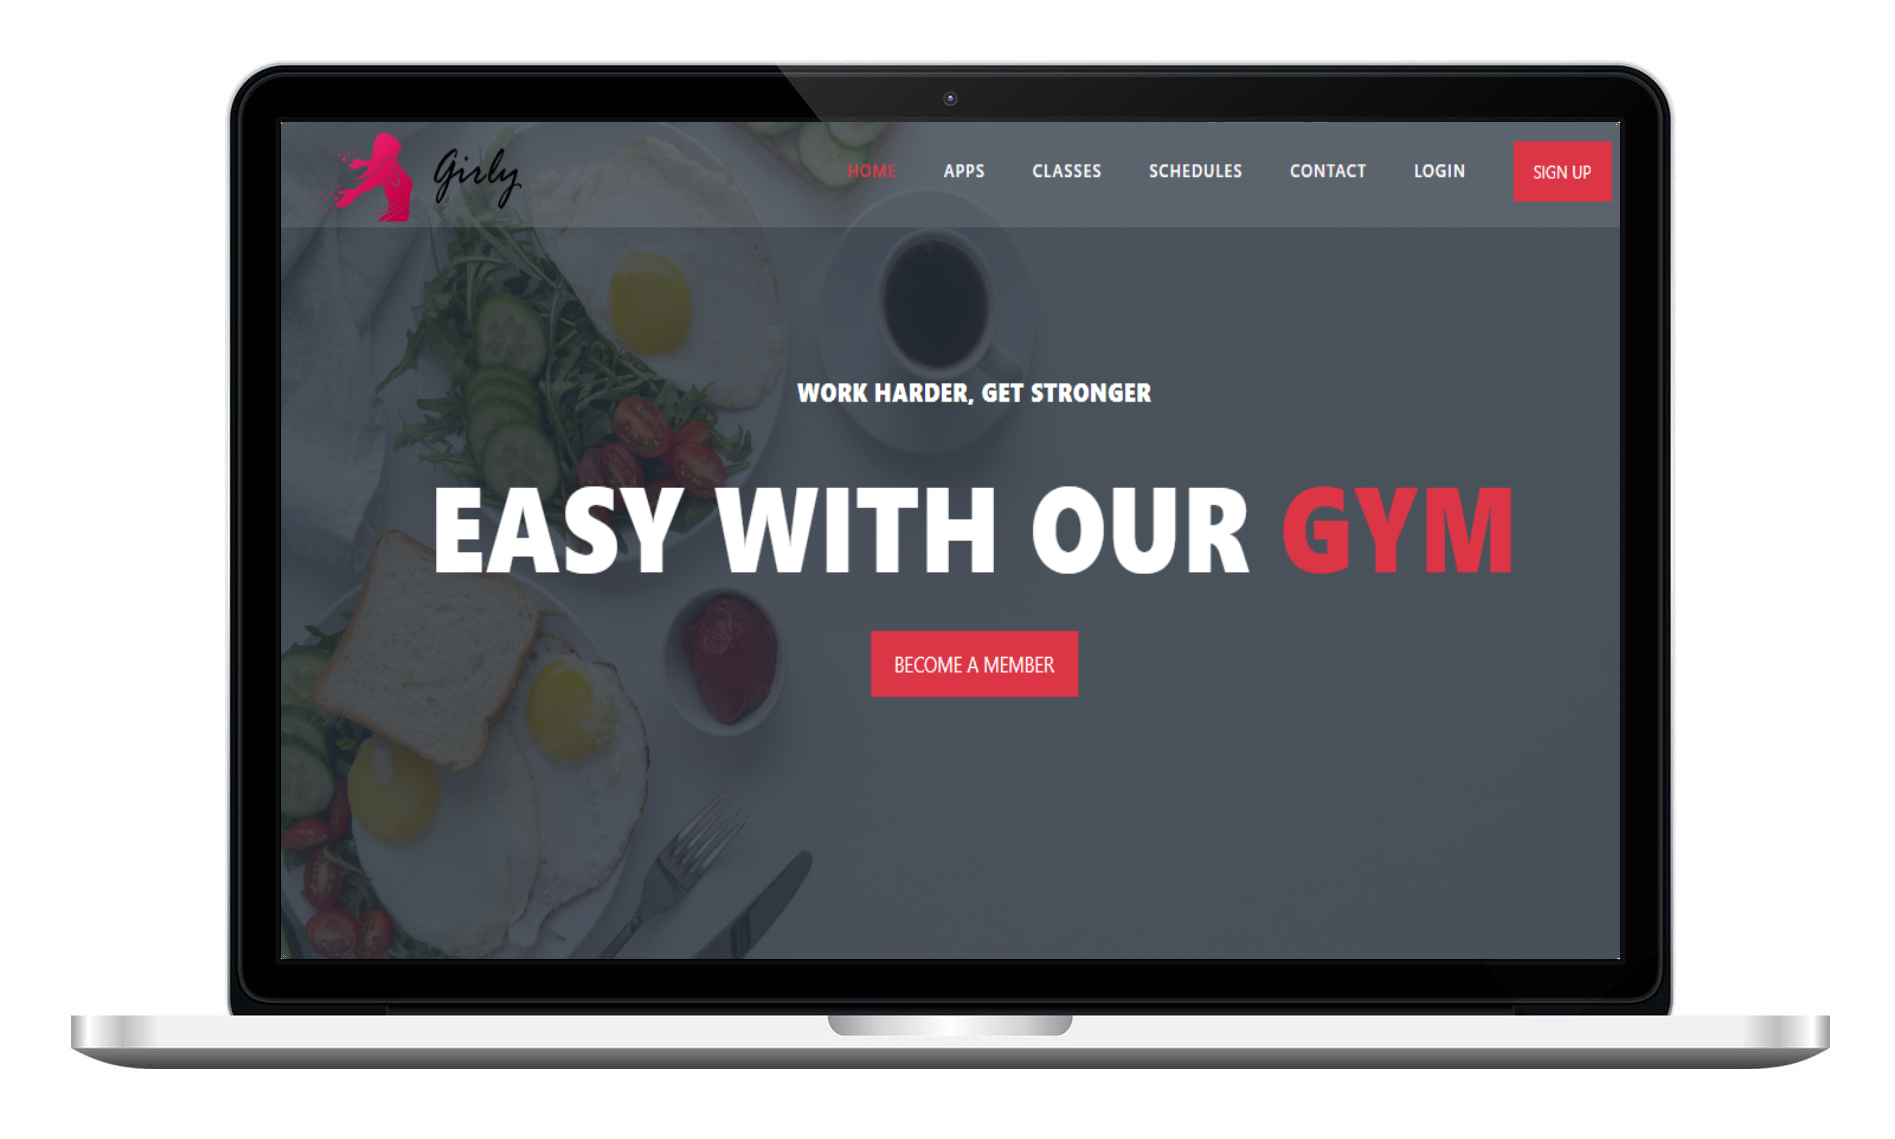 Girly
HOME APPS CLASSES SCHEDULES CONTACT LOGIN SIGN UP
WORK HARDER, GET STRONGER
EASY WITH OUR GYM
BECOME A MEMBER